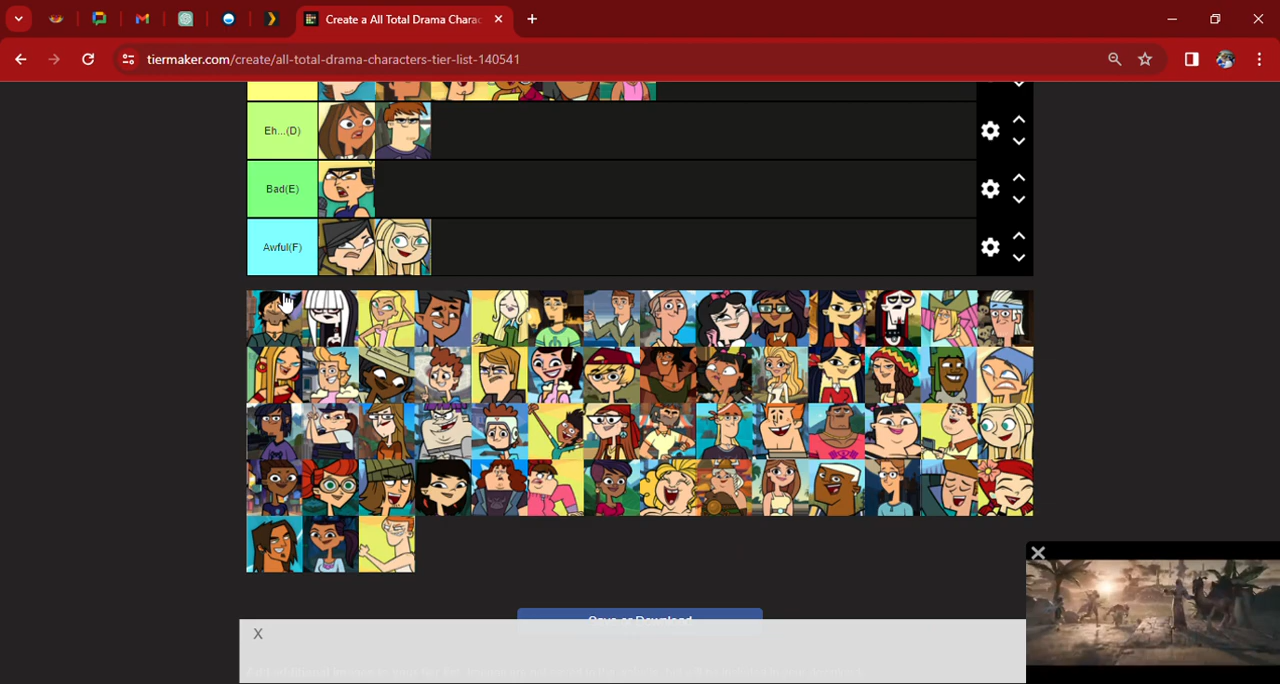 Create a All Total Drama Charac
tiermaker.com/create/all-total-drama-characters-tier-list-140541
Eh...(D)
Bad(E)
Awful(F)
Save or Download
X